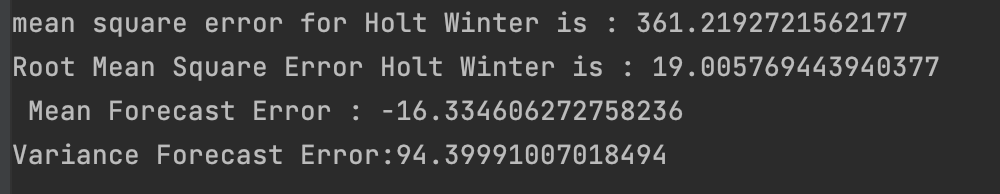 mean square error for Holt Winter is : 361.2192721562177
Root Mean Square Error Holt Winter is : 19.005769443940377
Mean Forecast Error : -16.334606272758236
Variance Forecast Error:94.39991007018494